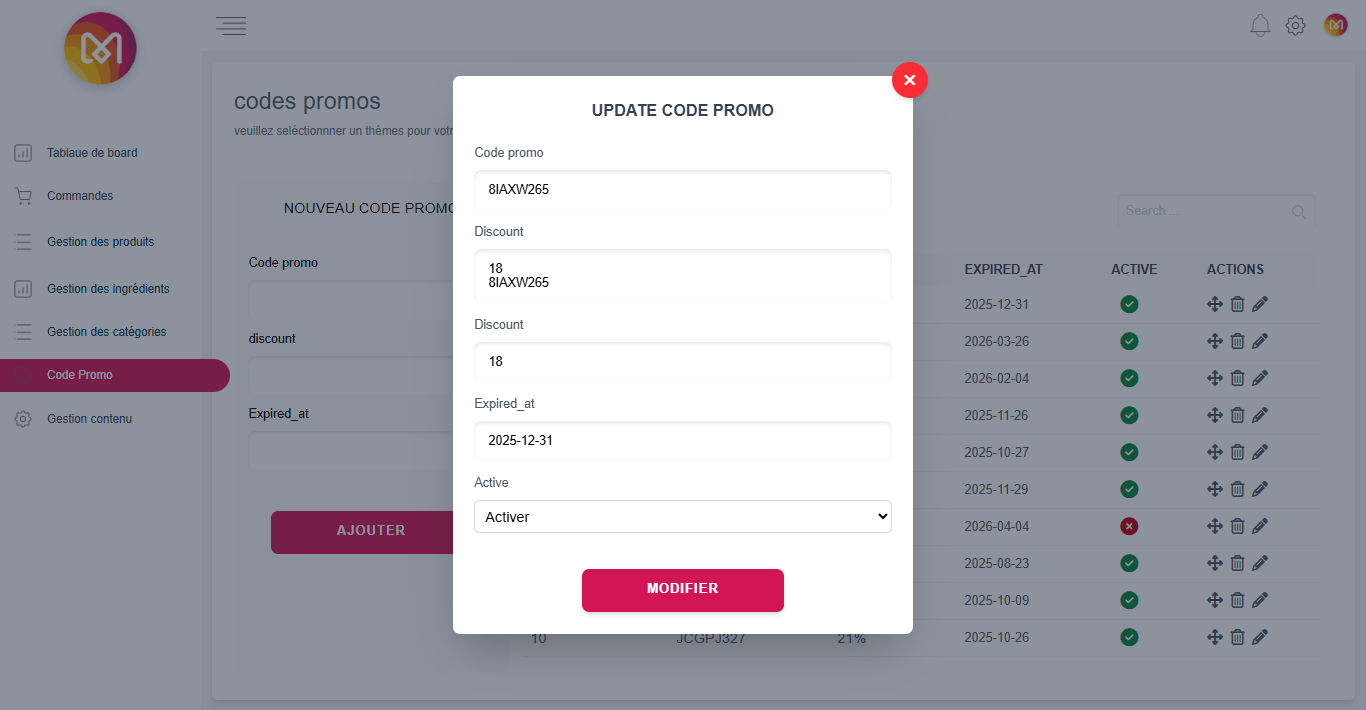 codes promos
veuillez seléctionnner un thémes pour votr
Tablaue de board
Commandes
Gestion des produits
Gestion des ingrédients
Gestion des catégories
Code Promo
Gestion contenu
NOUVEAU CODE PROMO
Code promo
discount
Expired_at
AJOUTER
UPDATE CODE PROMO
Code promo
8IAXW265
Discount
18
8IAXW265
Discount
18
Expired_at
2025-12-31
Active
Activer
MODIFIER
Search ...
EXPIRED_AT ACTIVE ACTIONS
2025-12-31
2026-03-26
2026-02-04
2025-11-26
2025-10-27
2025-11-29
2026-04-04
2025-08-23
2025-10-09
10 JCGPJ327 21% 2025-10-26